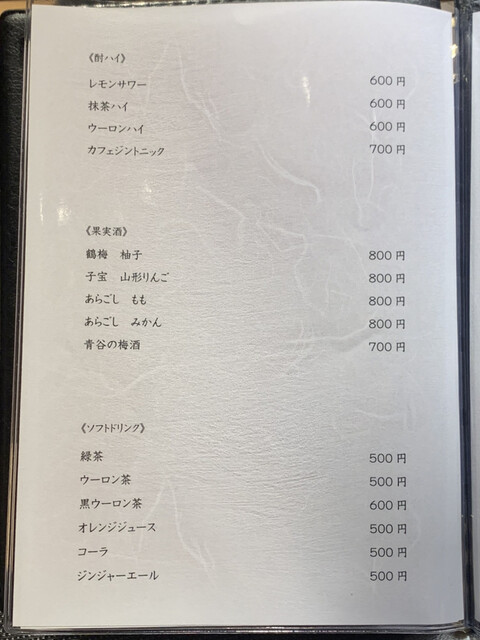 《酎ハイ》
レモンサワー 600円
抹茶ハイ 600円
ウーロンハイ 600円
カフェジントニック 700円
《果実酒》
鶴梅 柚子 800円
子宝 山形りんご 800円
あらごし もも 800円
あらごし みかん 800円
青谷の梅酒 700円
《ソフトドリンク》
緑茶 500円
ウーロン茶 500円
黒ウーロン茶 600円
オレンジジュース 500円
コーラ 500円
ジンジャーエール 500円